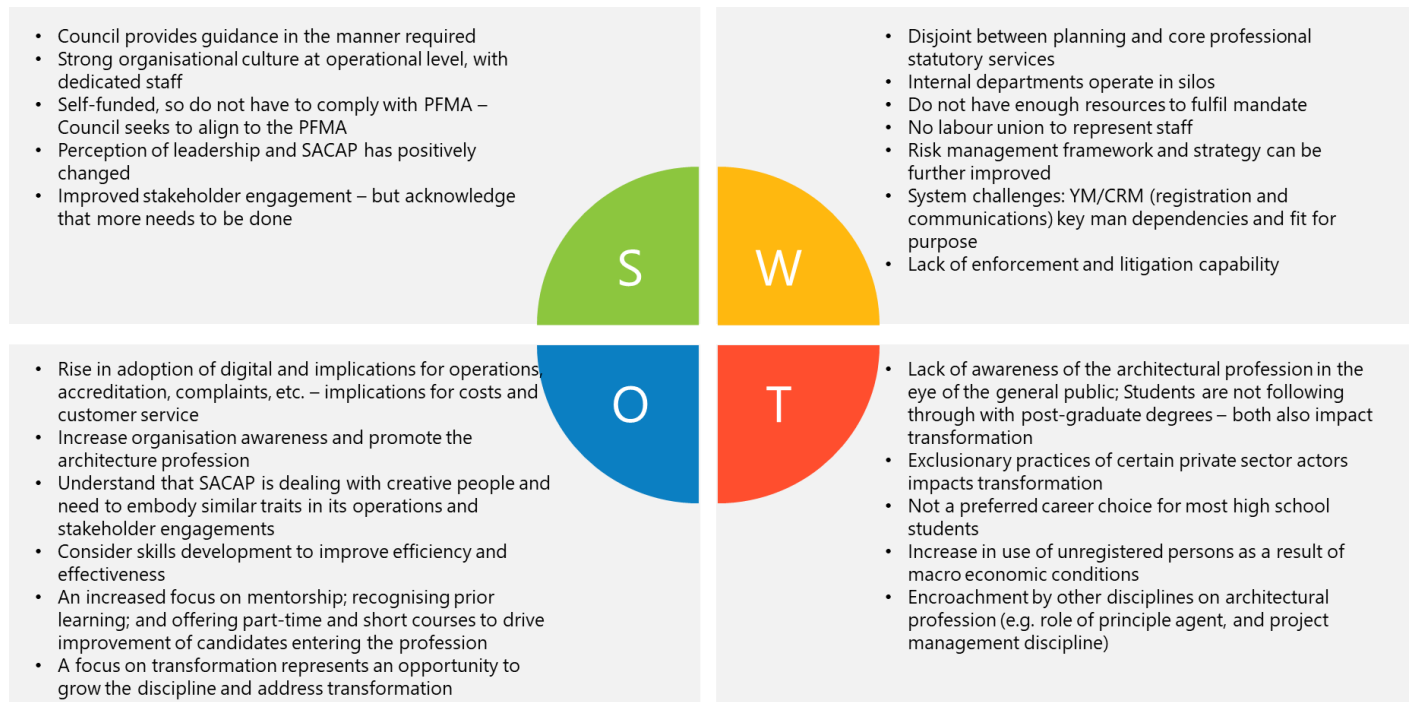 • Council provides guidance in the manner required
• Strong organisational culture at operational level, with
dedicated staff
• Self-funded, so do not have to comply with PFMA –
Council seeks to align to the PFMA
• Perception of leadership and SACAP has positively
changed
• Improved stakeholder engagement – but acknowledge
that more needs to be done
S
• Disjoint between planning and core professional
statutory services
• Internal departments operate in silos
• Do not have enough resources to fulfil mandate
• No labour union to represent staff
• Risk management framework and strategy can be
further improved
• System challenges: YM/CRM (registration and
communications) key man dependencies and fit for
purpose
• Lack of enforcement and litigation capability
W
• Rise in adoption of digital and implications for operations,
accreditation, complaints, etc. – implications for costs and
customer service
• Increase organisation awareness and promote the
architecture profession
• Understand that SACAP is dealing with creative people and
need to embody similar traits in its operations and
stakeholder engagements
• Consider skills development to improve efficiency and
effectiveness
• An increased focus on mentorship; recognising prior
learning; and offering part-time and short courses to drive
improvement of candidates entering the profession
• A focus on transformation represents an opportunity to
grow the discipline and address transformation
O
• Lack of awareness of the architectural profession in the
eye of the general public; Students are not following
through with post-graduate degrees – both also impact
transformation
• Exclusionary practices of certain private sector actors
impacts transformation
• Not a preferred career choice for most high school
students
• Increase in use of unregistered persons as a result of
macro economic conditions
• Encroachment by other disciplines on architectural
profession (e.g. role of principle agent, and project
management discipline)
T